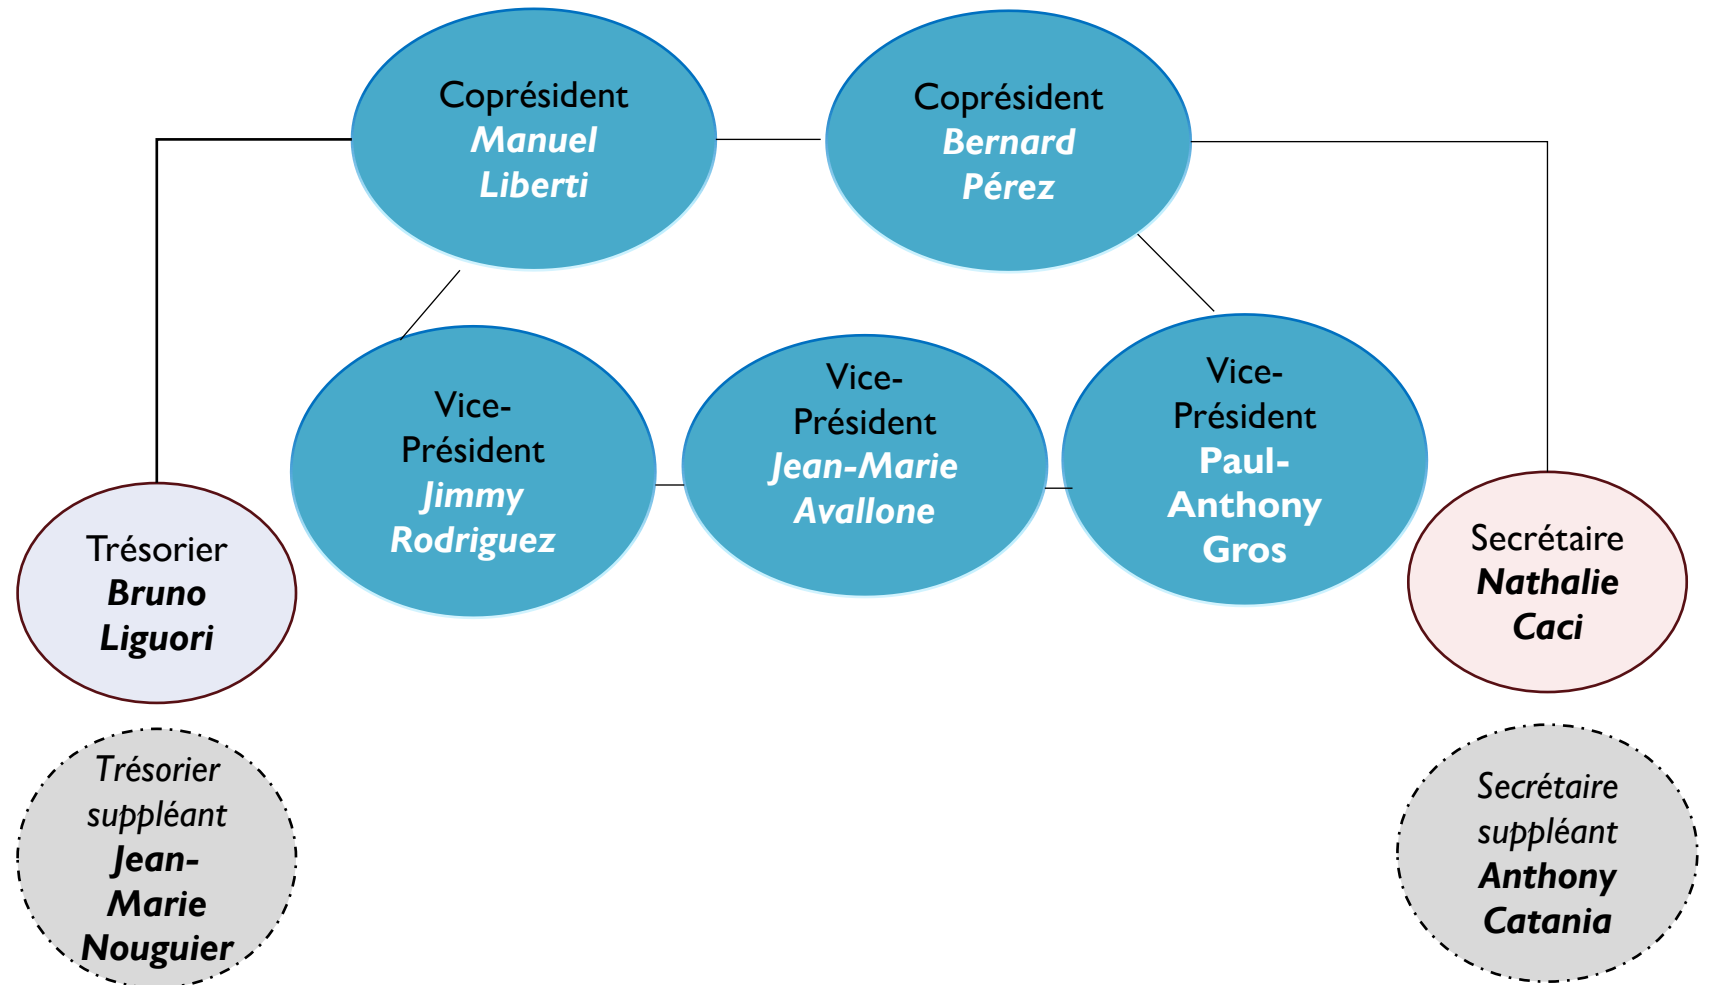 Coprésident
Manuel
Liberti
Coprésident
Bernard
Pérez
Vice-
Président
Jimmy
Rodriguez
Vice-
Président
Jean-Marie
Avallone
Vice-
Président
Paul-
Anthony
Gros
Trésorier
Bruno
Liguori
Secrétaire
Nathalie
Caci
Trésorier
suppléant
Jean-
Marie
Nouguier
Secrétaire
suppléant
Anthony
Catania